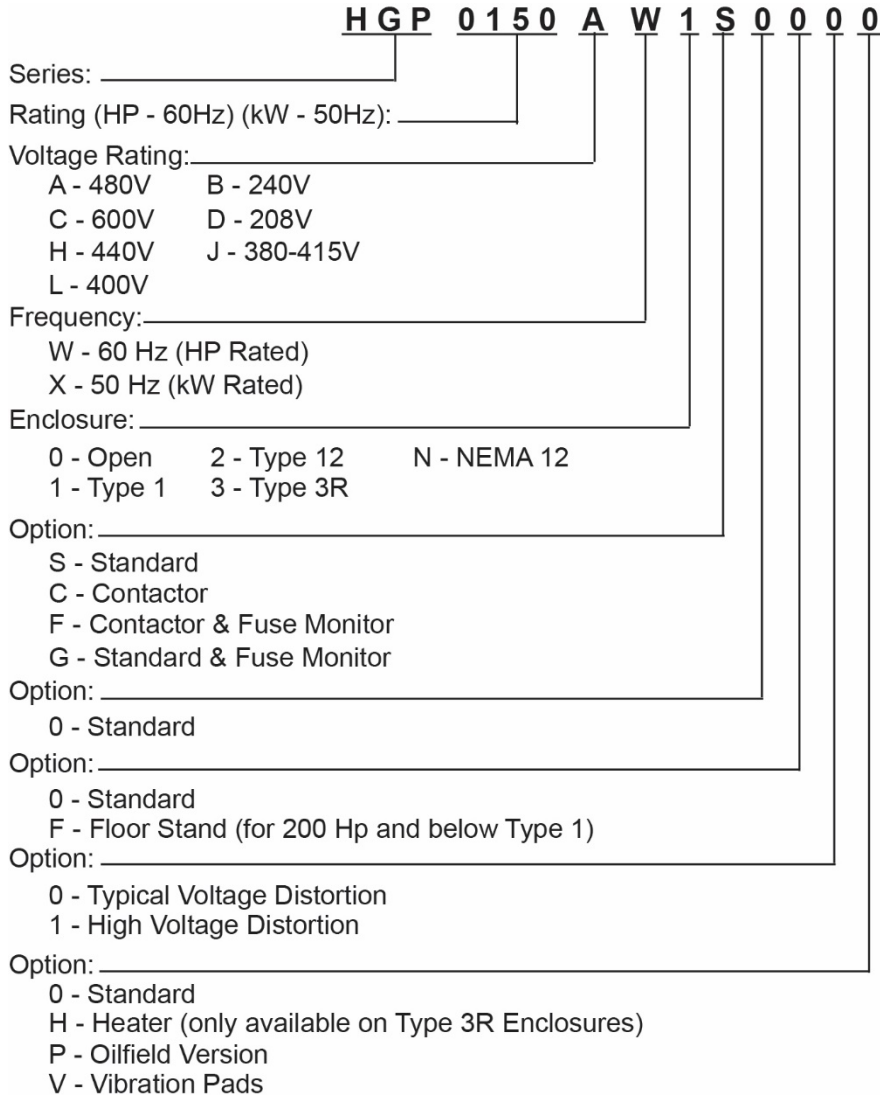 HGP 0150 A W 1 S 0 0 0 0
Series:
Rating (HP - 60Hz) (kW - 50Hz):
Voltage Rating:
A - 480V B - 240V
C - 600V D - 208V
H - 440V J - 380-415V
L - 400V
Frequency:
W - 60 Hz (HP Rated)
X - 50 Hz (kW Rated)
Enclosure:
0 - Open 2 - Type 12 N - NEMA 12
1 - Type 1 3 - Type 3R
Option:
S - Standard
C - Contactor
F - Contactor & Fuse Monitor
G - Standard & Fuse Monitor
Option:
0 - Standard
Option:
0 - Standard
F - Floor Stand (for 200 Hp and below Type 1)
Option:
0 - Typical Voltage Distortion
1 - High Voltage Distortion
Option:
0 - Standard
H - Heater (only available on Type 3R Enclosures)
P - Oilfield Version
V - Vibration Pads